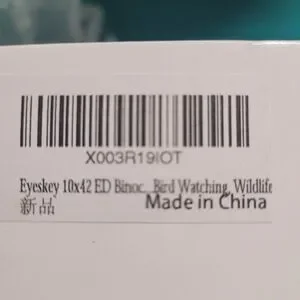 X003R19IOT
Eyeskey 10x42 ED Binoc... Bird Watching, Wildlife
新品
Made in China